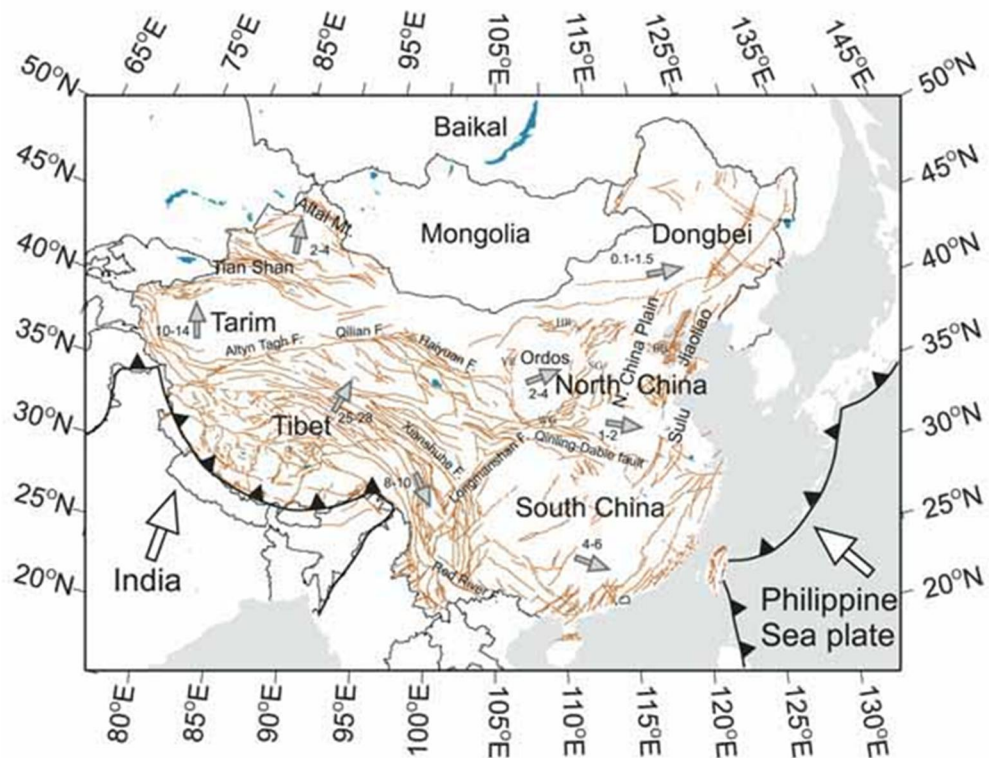 65°E 75°E 85°E 95°E 105°E 115°E 125°E 135°E 145°E
50°N 50°N
Baikal
45°N 45°N
Altai Mt.
Mongolia
Dongbei
2-4
40°N 40°N
0.1-1.5
Tian Shan
10-14
Tarim
Altyn Tagh F.
Qilian F.
Haiyuan F.
N. China Plain
Jiaoliao
35°N 35°N
Ordos
2-4
North China
30°N 30°N
Tibet
25-28
1-2
Sulu
Qinling-Dabie fault
Xianshuhe F.
Longmanshan F.
8-10
25°N 25°N
South China
4-6
India
Red River
20°N 20°N
Philippine
Sea plate
80°E 85°E 90°E 95°E 100°E 105°E 110°E 115°E 120°E 125°E 130°E